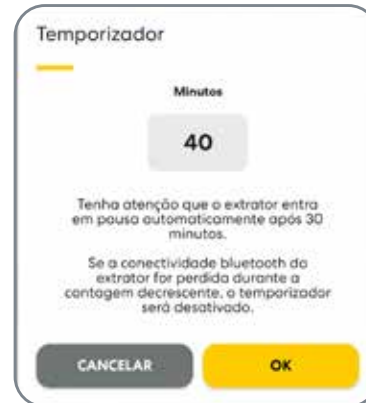 Temporizador
Minutos
40
Tenha atenção que o extrator entra
em pausa automaticamente após 30
minutos.
Se a conectividade bluetooth do
extrator for perdida durante a
contagem decrescente, o temporizador
será desativado.
CANCELAR
OK